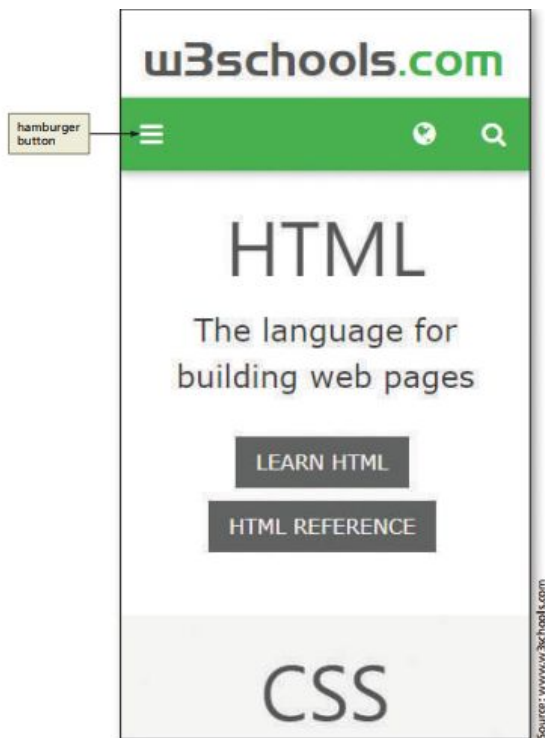 w3schools.com
hamburger
button
HTML
The language for
building web pages
LEARN HTML
HTML REFERENCE
CSS
Source: www.w3schools.com